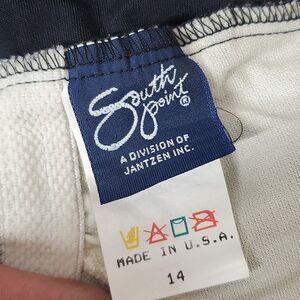 South
point®
A DIVISION OF
JANTZEN INC.
MADE IN U.S.A.
14